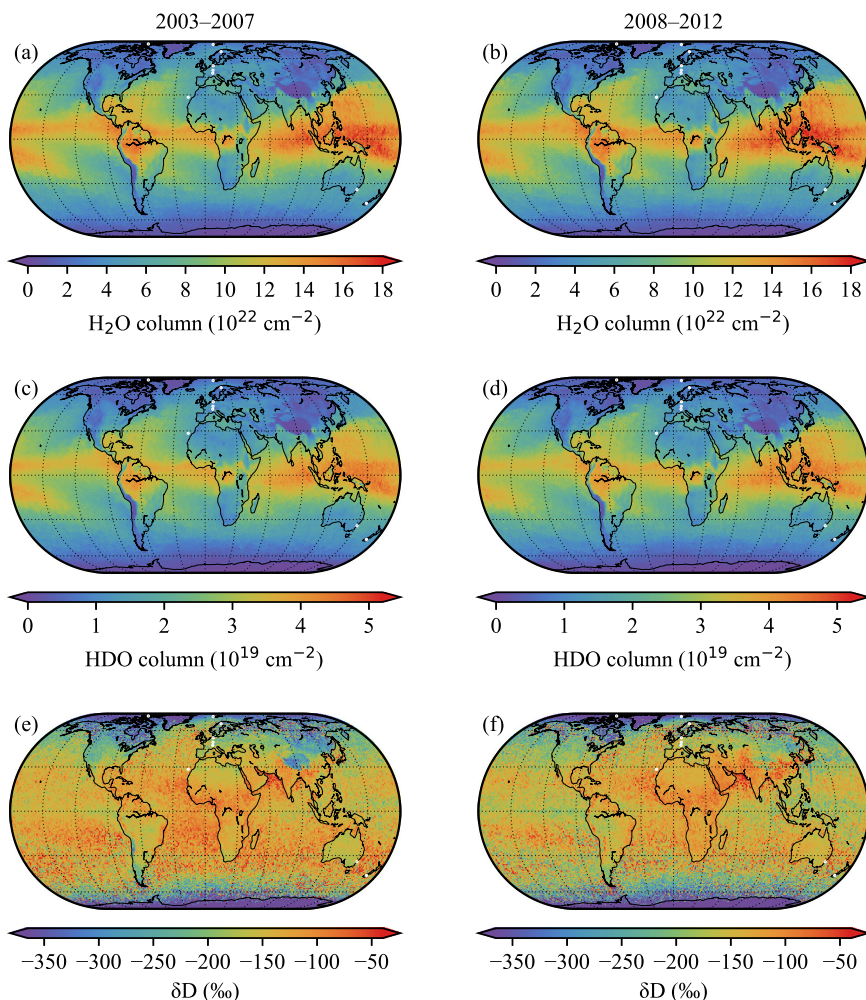 2003–2007 2008–2012
(a) (b)
0 2 4 6 8 10 12 14 16 18 0 2 4 6 8 10 12 14 16 18
H₂O column (10²² cm⁻²) H₂O column (10²² cm⁻²)
(c) (d)
0 1 2 3 4 5 0 1 2 3 4 5
HDO column (10¹⁹ cm⁻²) HDO column (10¹⁹ cm⁻²)
(e) (f)
−350 −300 −250 −200 −150 −100 −50 −350 −300 −250 −200 −150 −100 −50
δD (‰) δD (‰)